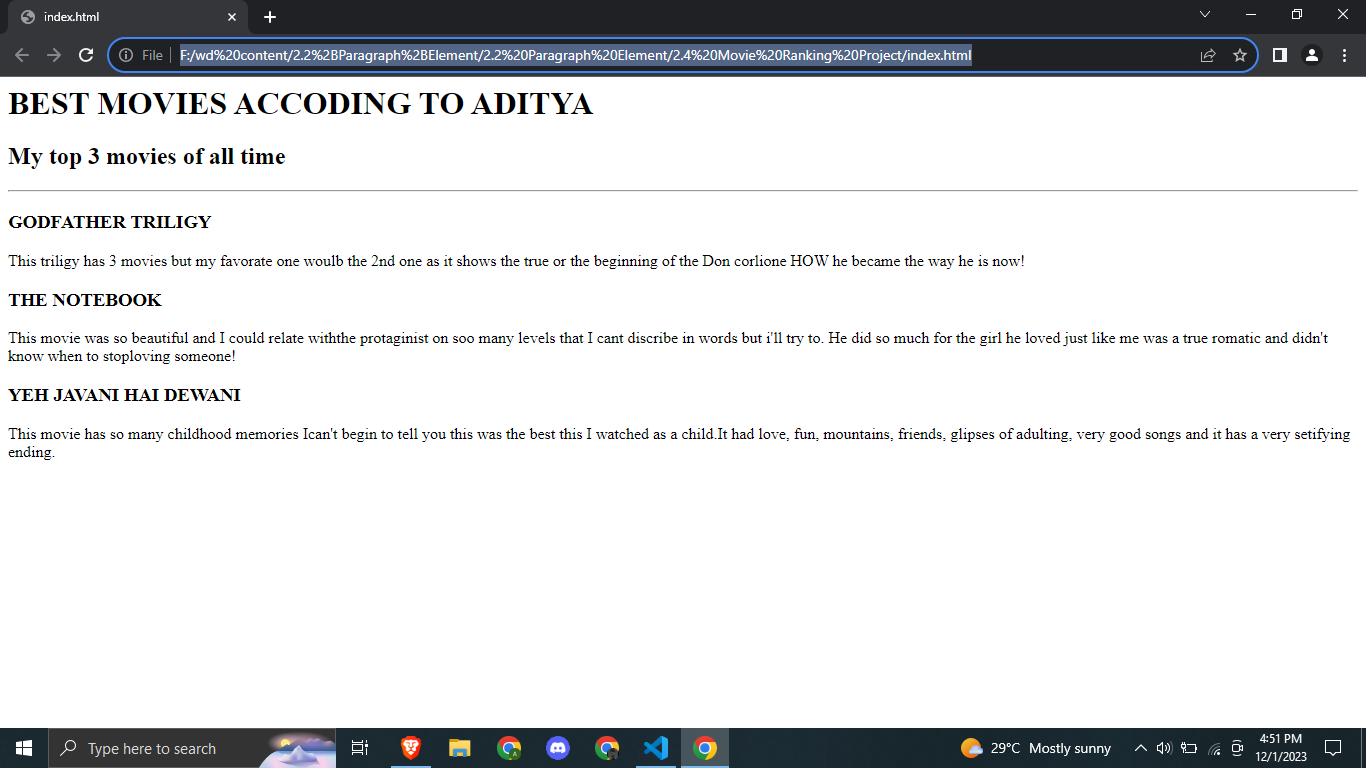 index.html
File
F:/wd%20content/2.2%2BParagraph%2BElement/2.2%20Paragraph%20Element/2.4%20Movie%20Ranking%20Project/index.html
BEST MOVIES ACCODING TO ADITYA
My top 3 movies of all time
GODFATHER TRILIGY
This triligy has 3 movies but my favorate one woulb the 2nd one as it shows the true or the beginning of the Don corlione HOW he became the way he is now!
THE NOTEBOOK
This movie was so beautiful and I could relate withthe protaginist on soo many levels that I cant discribe in words but i'll try to. He did so much for the girl he loved just like me was a true romatic and didn't
know when to stoploving someone!
YEH JAVANI HAI DEWANI
This movie has so many childhood memories Ican't begin to tell you this was the best this I watched as a child.It had love, fun, mountains, friends, glipses of adulting, very good songs and it has a very setifying
ending.
Type here to search
29°C Mostly sunny
4:51 PM
12/1/2023